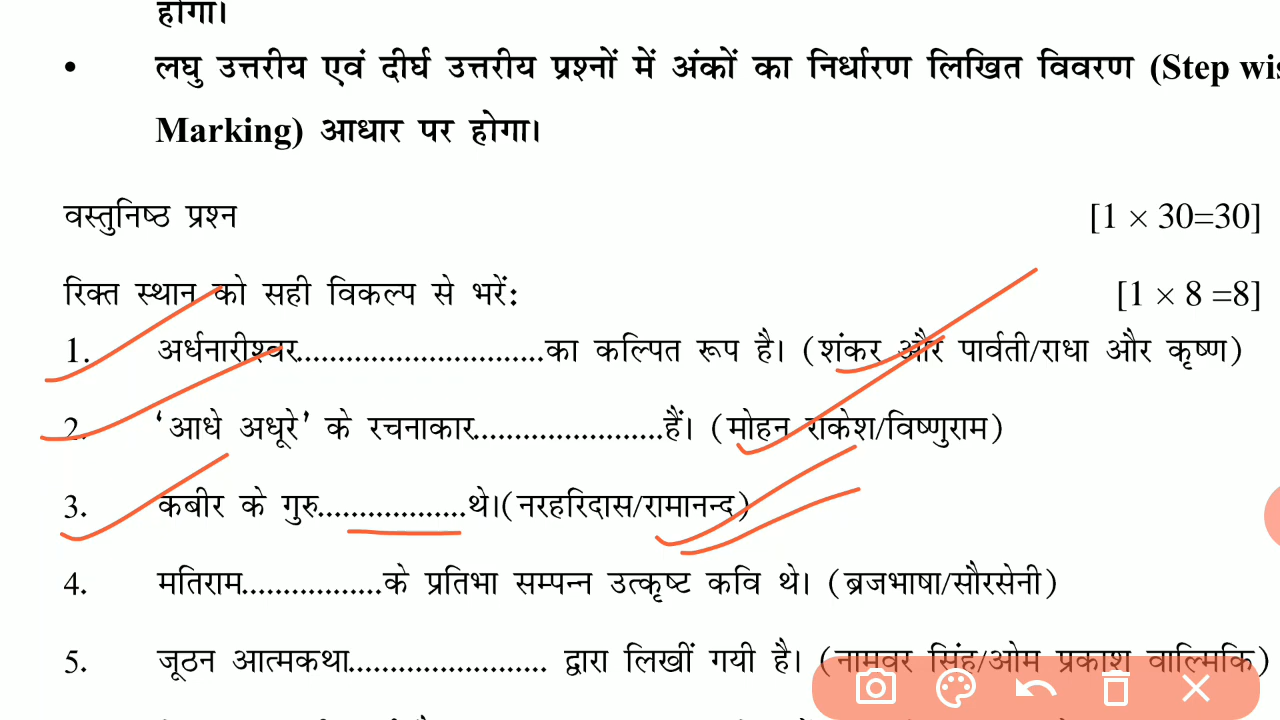 होगा।
• लघु उत्तरीय एवं दीर्घ उत्तरीय प्रश्नों में अंकों का निर्धारण लिखित विवरण (Step wis
Marking) आधार पर होगा।
वस्तुनिष्ठ प्रश्न [1 × 30=30]
रिक्त स्थान को सही विकल्प से भरें: [1 × 8 =8]
1. अर्धनारीश्वर..............................का कल्पित रूप है। (शंकर और पार्वती/राधा और कृष्ण)
2. ‘आधे अधूरे’ के रचनाकार.......................हैं। (मोहन राकेश/विष्णुराम)
3. कबीर के गुरु..................थे।(नरहरिदास/रामानन्द)
4. मतिराम.................के प्रतिभा सम्पन्न उत्कृष्ट कवि थे। (ब्रजभाषा/सौरसेनी)
5. जूठन आत्मकथा........................ द्वारा लिखीं गयी है। (नामवर सिंह/ओम प्रकाश वाल्मिकि)